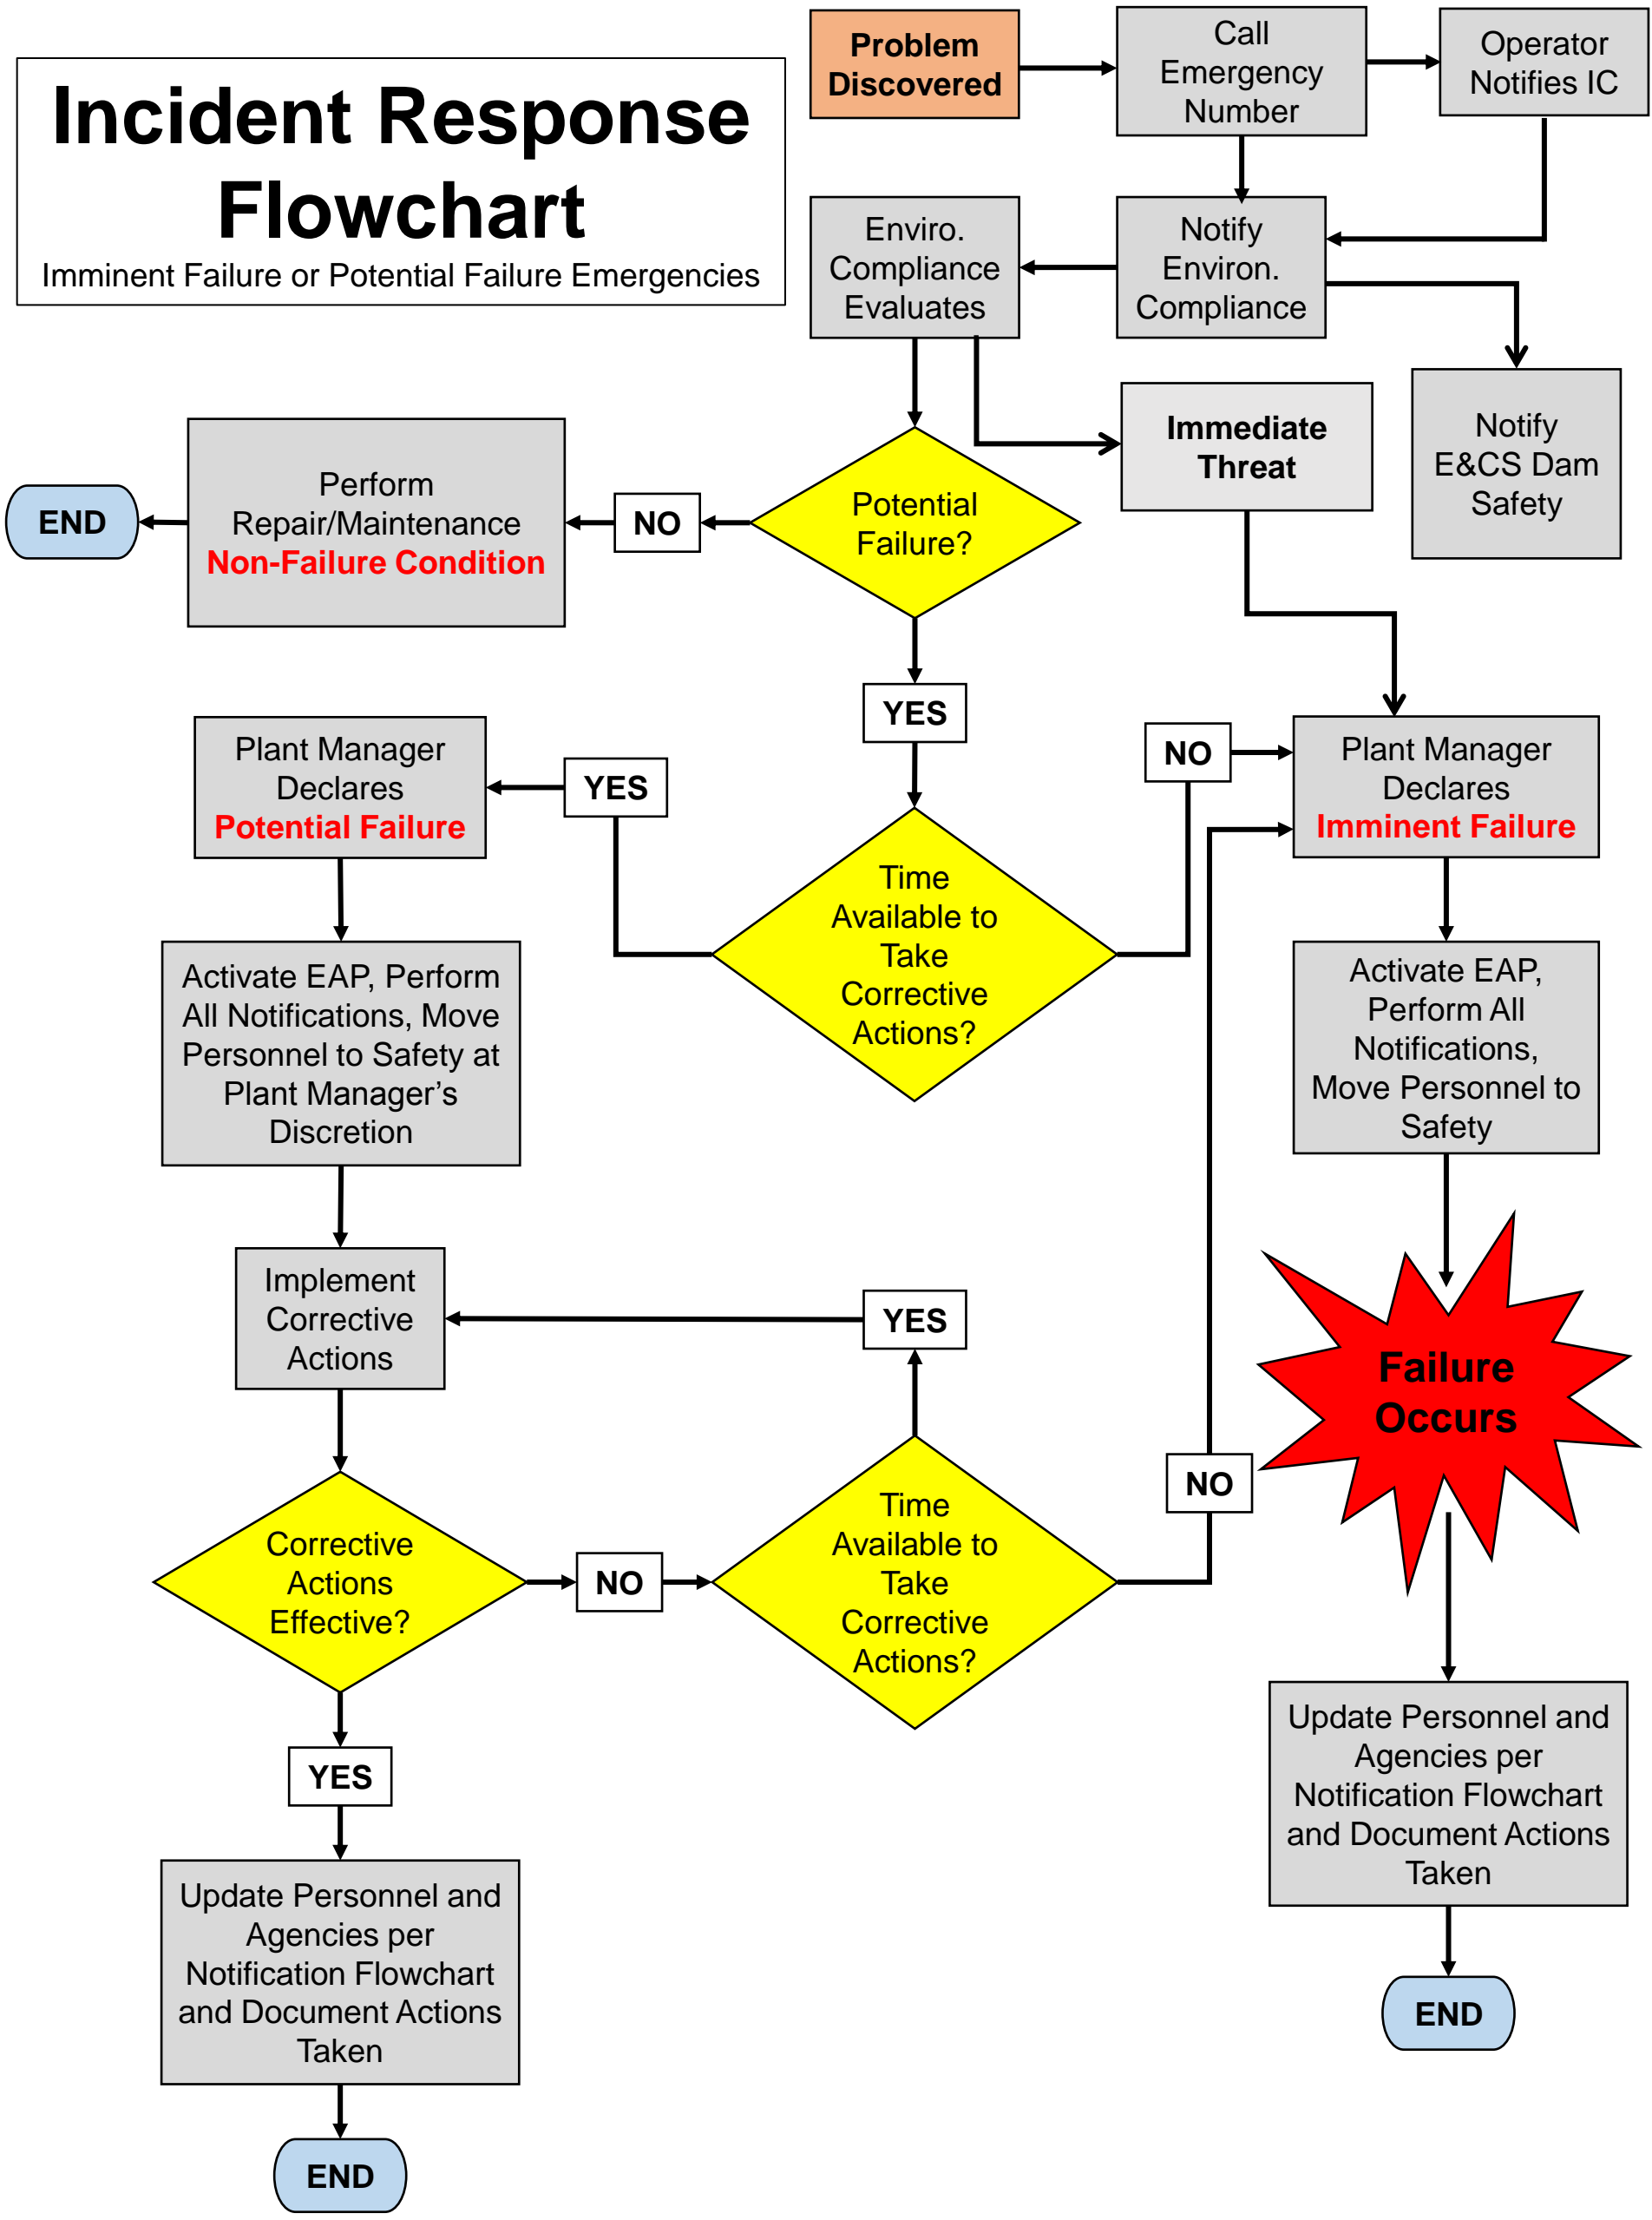 Incident Response
Flowchart
Imminent Failure or Potential Failure Emergencies
Problem
Discovered
Call
Emergency
Number
Operator
Notifies IC
Enviro.
Compliance
Evaluates
Notify
Environ.
Compliance
Immediate
Threat
Notify
E&CS Dam
Safety
END
Perform
Repair/Maintenance
Non-Failure Condition
NO
Potential
Failure?
YES
Plant Manager
Declares
Potential Failure
YES
NO
Plant Manager
Declares
Imminent Failure
Time
Available to
Take
Corrective
Actions?
Activate EAP, Perform
All Notifications, Move
Personnel to Safety at
Plant Manager’s
Discretion
Activate EAP,
Perform All
Notifications,
Move Personnel to
Safety
Implement
Corrective
Actions
YES
Failure
Occurs
Corrective
Actions
Effective?
NO
Time
Available to
Take
Corrective
Actions?
NO
YES
Update Personnel and
Agencies per
Notification Flowchart
and Document Actions
Taken
END
Update Personnel and
Agencies per
Notification Flowchart
and Document Actions
Taken
END